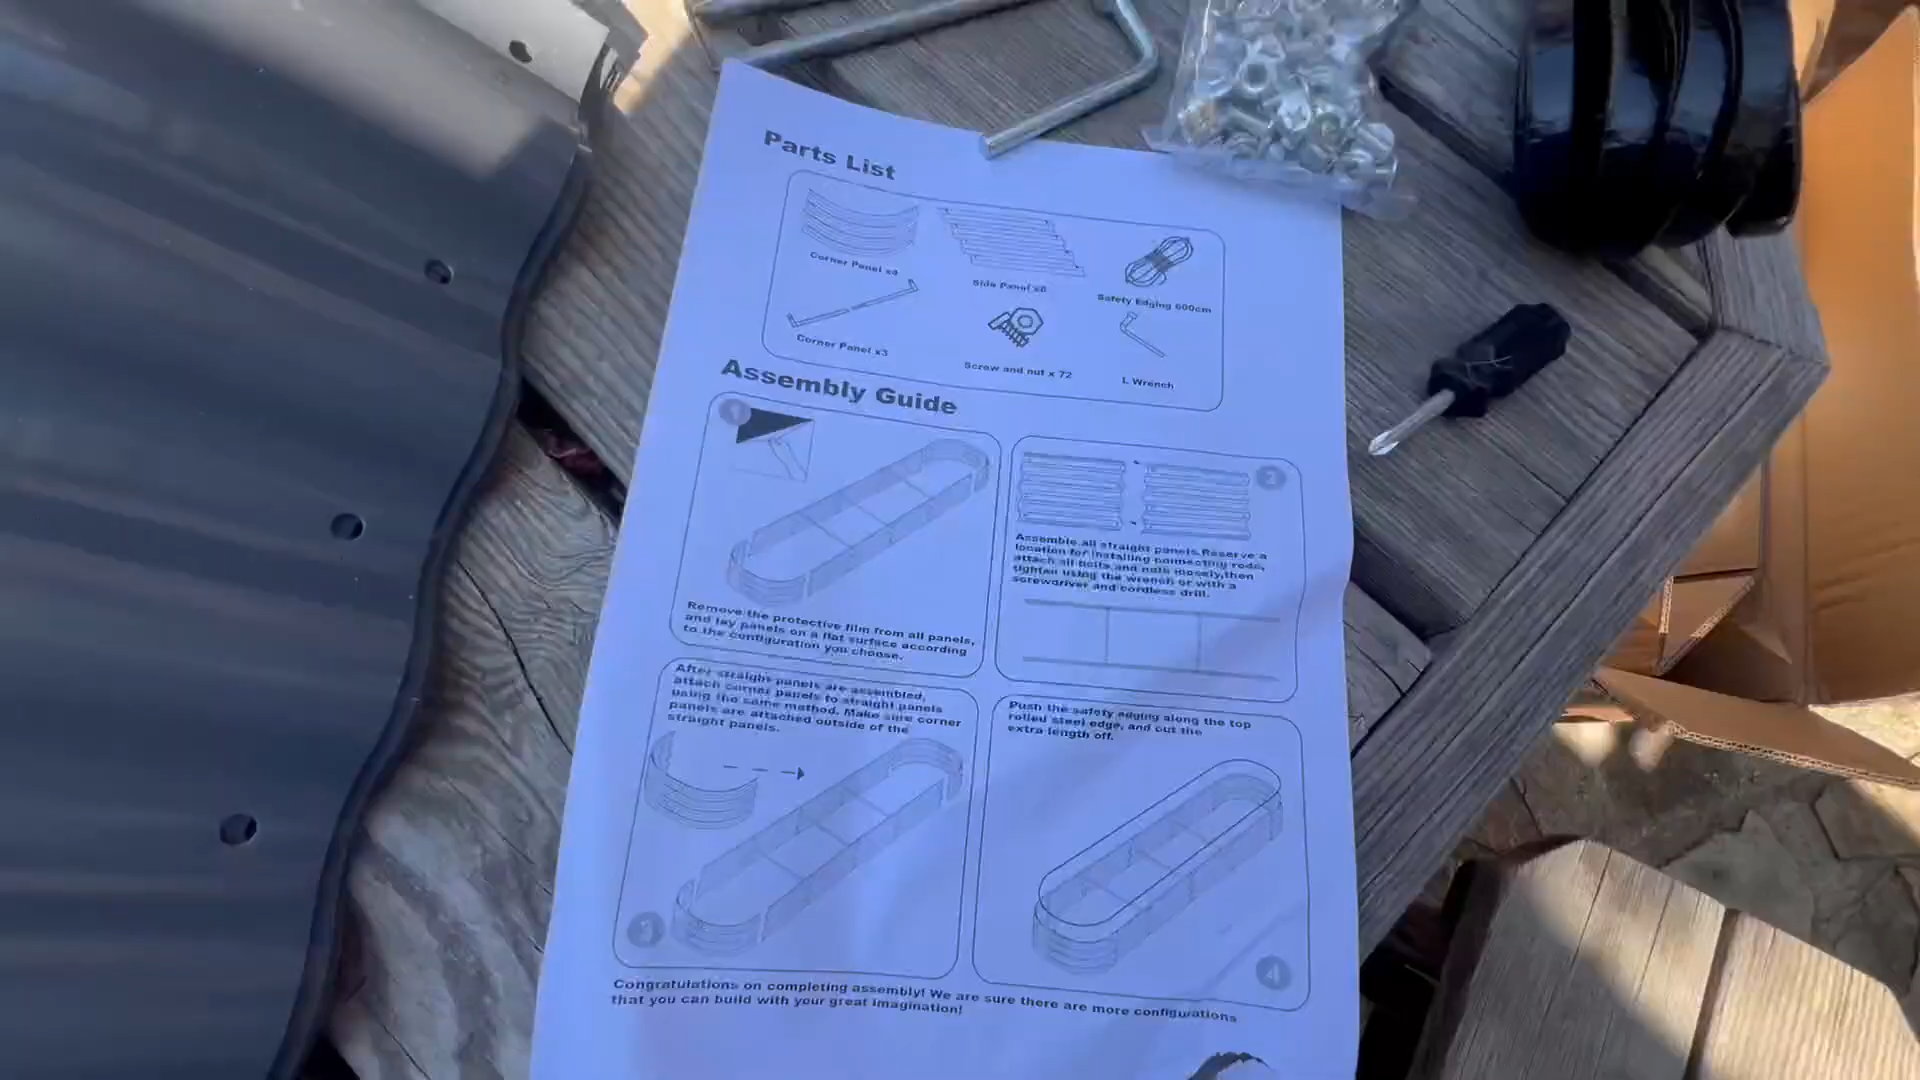 Parts List
Corner Panel x4
Side Panel x8
Safety Edging 600cm
Corner Panel x3
Screw and nut x 72
L Wrench
Assembly Guide
1
Remove the protective film from all panels,
and lay panels on a flat surface according
to the configuration you choose.
2
Assemble all straight panels.Reserve a
location for installing connecting rods,
attach all bolts and nuts loosely,then
tighten using the wrench or with a
screwdriver and cordless drill.
After straight panels are assembled,
attach corner panels to straight panels
using the same method. Make sure corner
panels are attached outside of the
straight panels.
3
Push the safety edging along the top
rolled steel edge, and cut the
extra length off.
4
Congratulations on completing assembly! We are sure there are more configurations
that you can build with your great imagination!